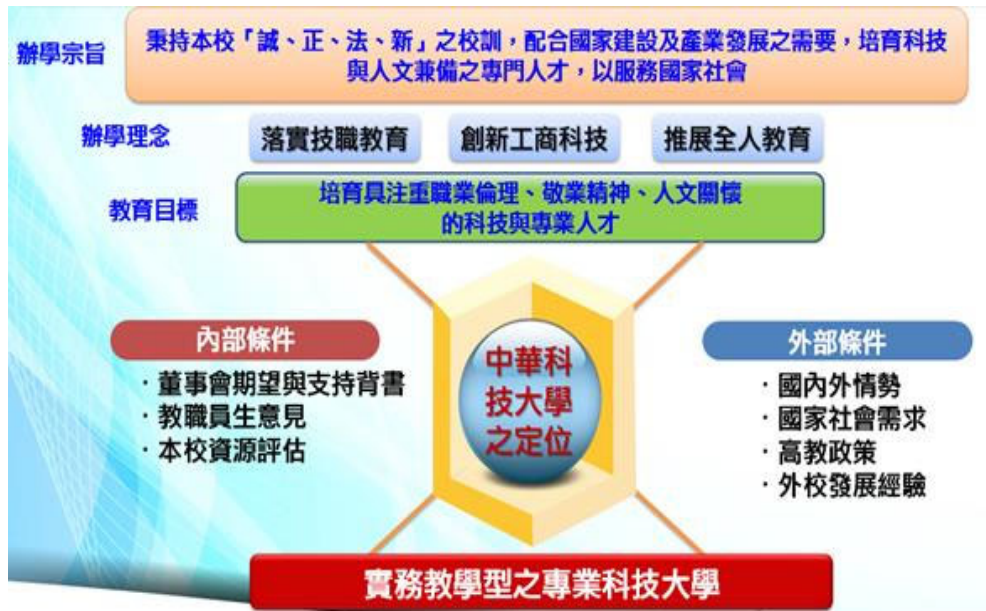 辦學宗旨
秉持本校「誠、正、法、新」之校訓，配合國家建設及產業發展之需要，培育科技
與人文兼備之專門人才，以服務國家社會
辦學理念
落實技職教育
創新工商科技
推展全人教育
教育目標
培育具注重職業倫理、敬業精神、人文關懷
的科技與專業人才
內部條件
·董事會期望與支持背書
·教職員生意見
·本校資源評估
中華科
技大學
之定位
外部條件
·國內外情勢
·國家社會需求
·高教政策
·外校發展經驗
實務教學型之專業科技大學